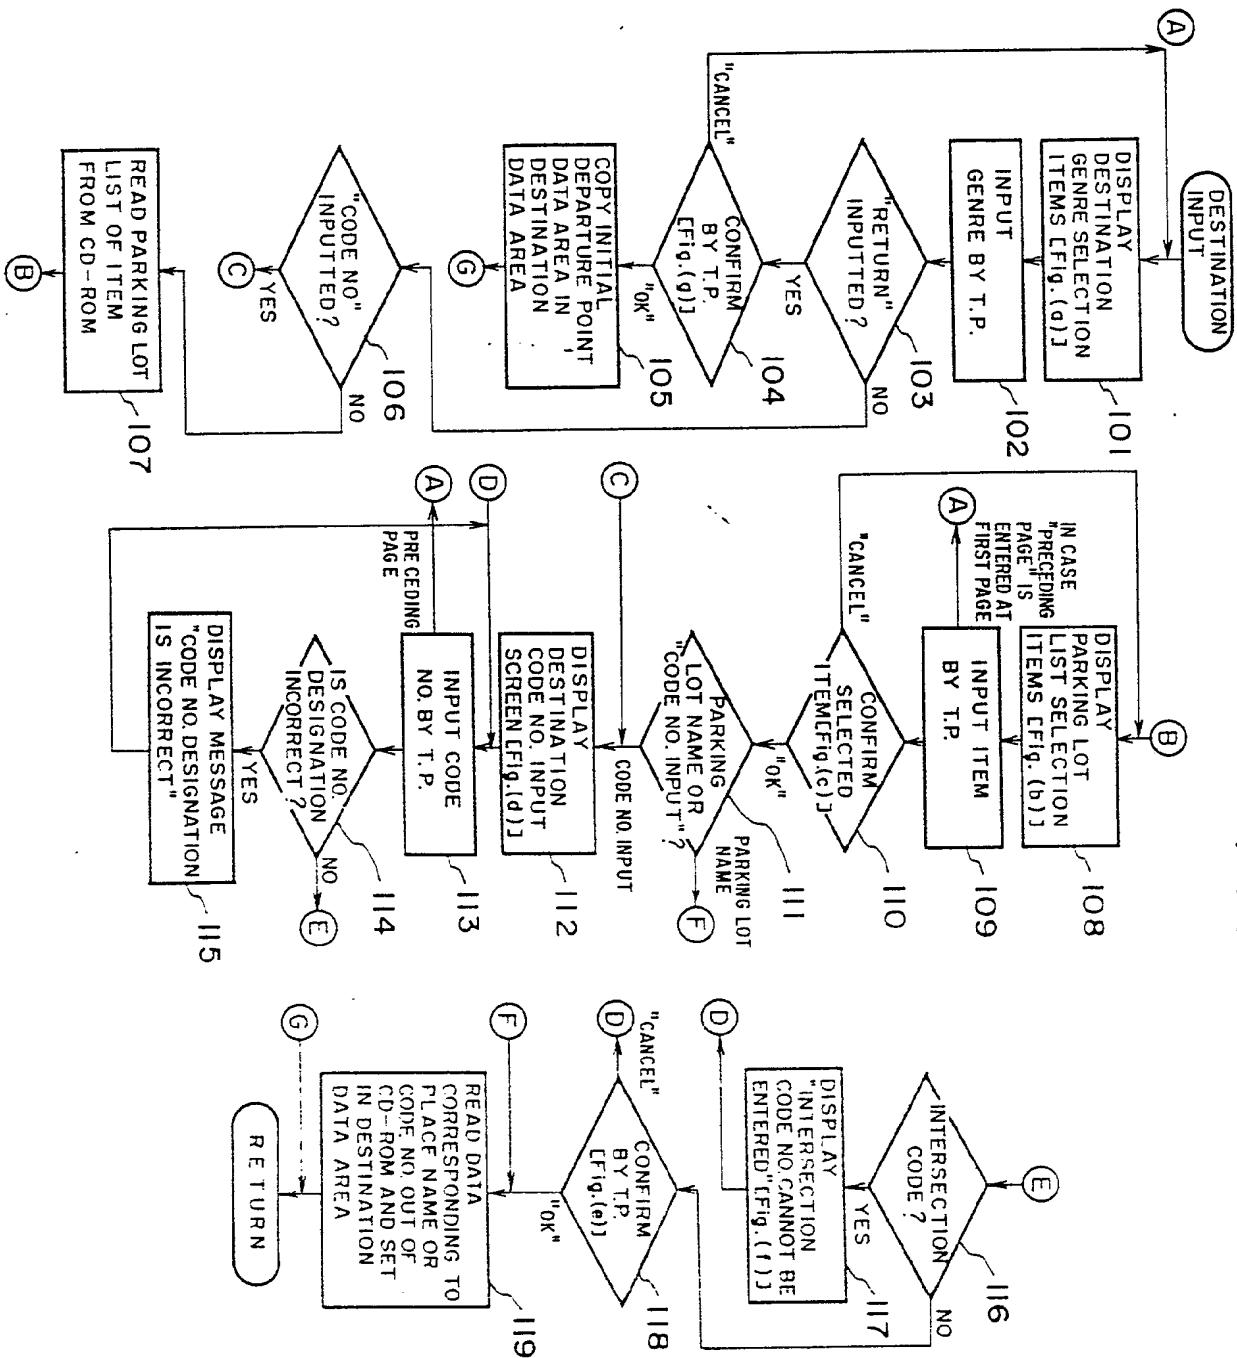 DESTINATION
INPUT
A
DISPLAY
DESTINATION
GENRE SELECTION
ITEMS [Fig.(a)]
101
INPUT
GENRE BY T.P.
102
"RETURN"
INPUTTED?
103
YES
NO
CONFIRM
BY T.P.
[Fig.(g)]
104
"CANCEL"
"OK"
COPY INITIAL
DEPARTURE POINT
DATA AREA IN
DESTINATION
DATA AREA
105
G
"CODE NO"
INPUTTED?
106
YES
NO
C
READ PARKING LOT
LIST OF ITEM
FROM CD-ROM
107
B
B
DISPLAY
PARKING LOT
LIST SELECTION
ITEMS [Fig.(b)]
108
IN CASE
"PRECEDING
PAGE" IS
ENTERED AT
FIRST PAGE
A
INPUT ITEM
BY T.P.
109
CONFIRM
SELECTED
ITEM[Fig.(c)]
110
"CANCEL"
"OK"
PARKING
LOT NAME OR
"CODE NO. INPUT"?
111
PARKING LOT
NAME
F
CODE NO. INPUT
C
DISPLAY
DESTINATION
CODE NO. INPUT
SCREEN [Fig.(d)]
112
D
INPUT CODE
NO. BY T.P.
113
A
PRECEDING
PAGE
IS CODE NO.
DESIGNATION
INCORRECT?
114
NO
E
YES
DISPLAY MESSAGE
"CODE NO. DESIGNATION
IS INCORRECT"
115
E
INTERSECTION
CODE?
116
YES
NO
DISPLAY
"INTERSECTION
CODE NO. CANNOT BE
ENTERED" [Fig.(f)]
117
D
CONFIRM
BY T.P.
[Fig.(e)]
118
"CANCEL"
D
"OK"
F
READ DATA
CORRESPONDING TO
PLACE NAME OR
CODE NO. OUT OF
CD-ROM AND SET
IN DESTINATION
DATA AREA
119
G
RETURN